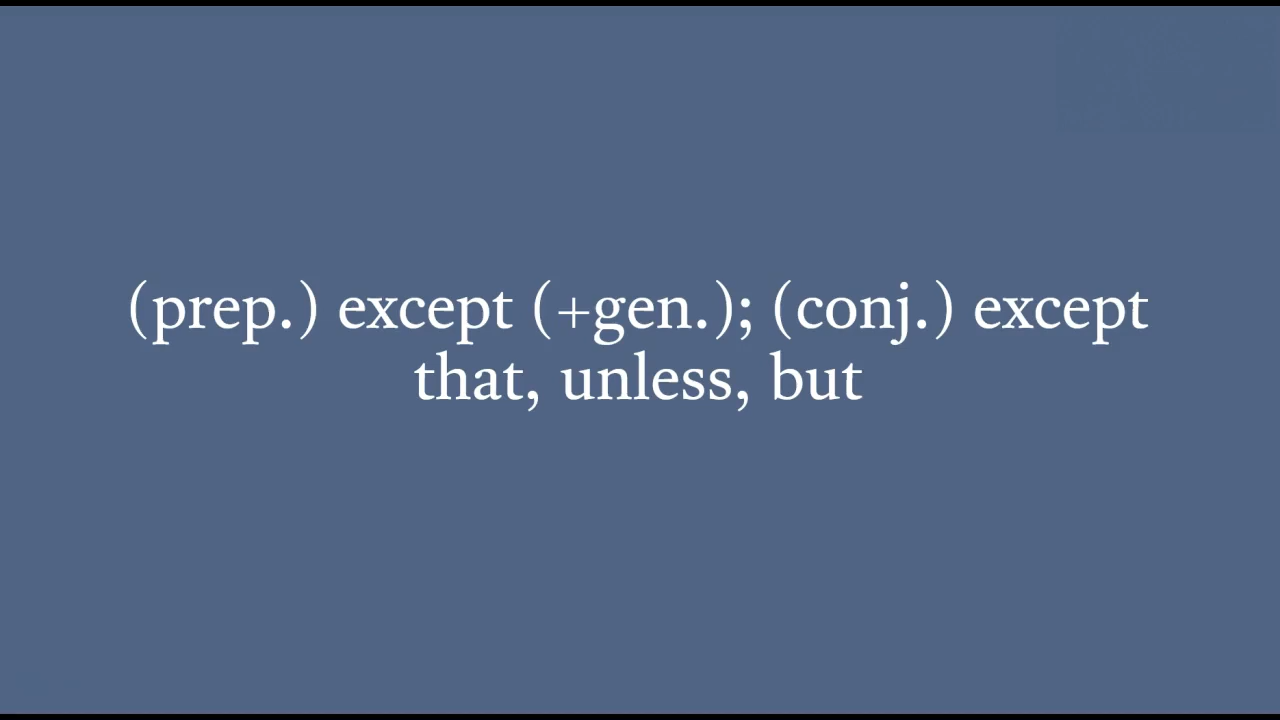 (prep.) except (+gen.); (conj.) except
that, unless, but